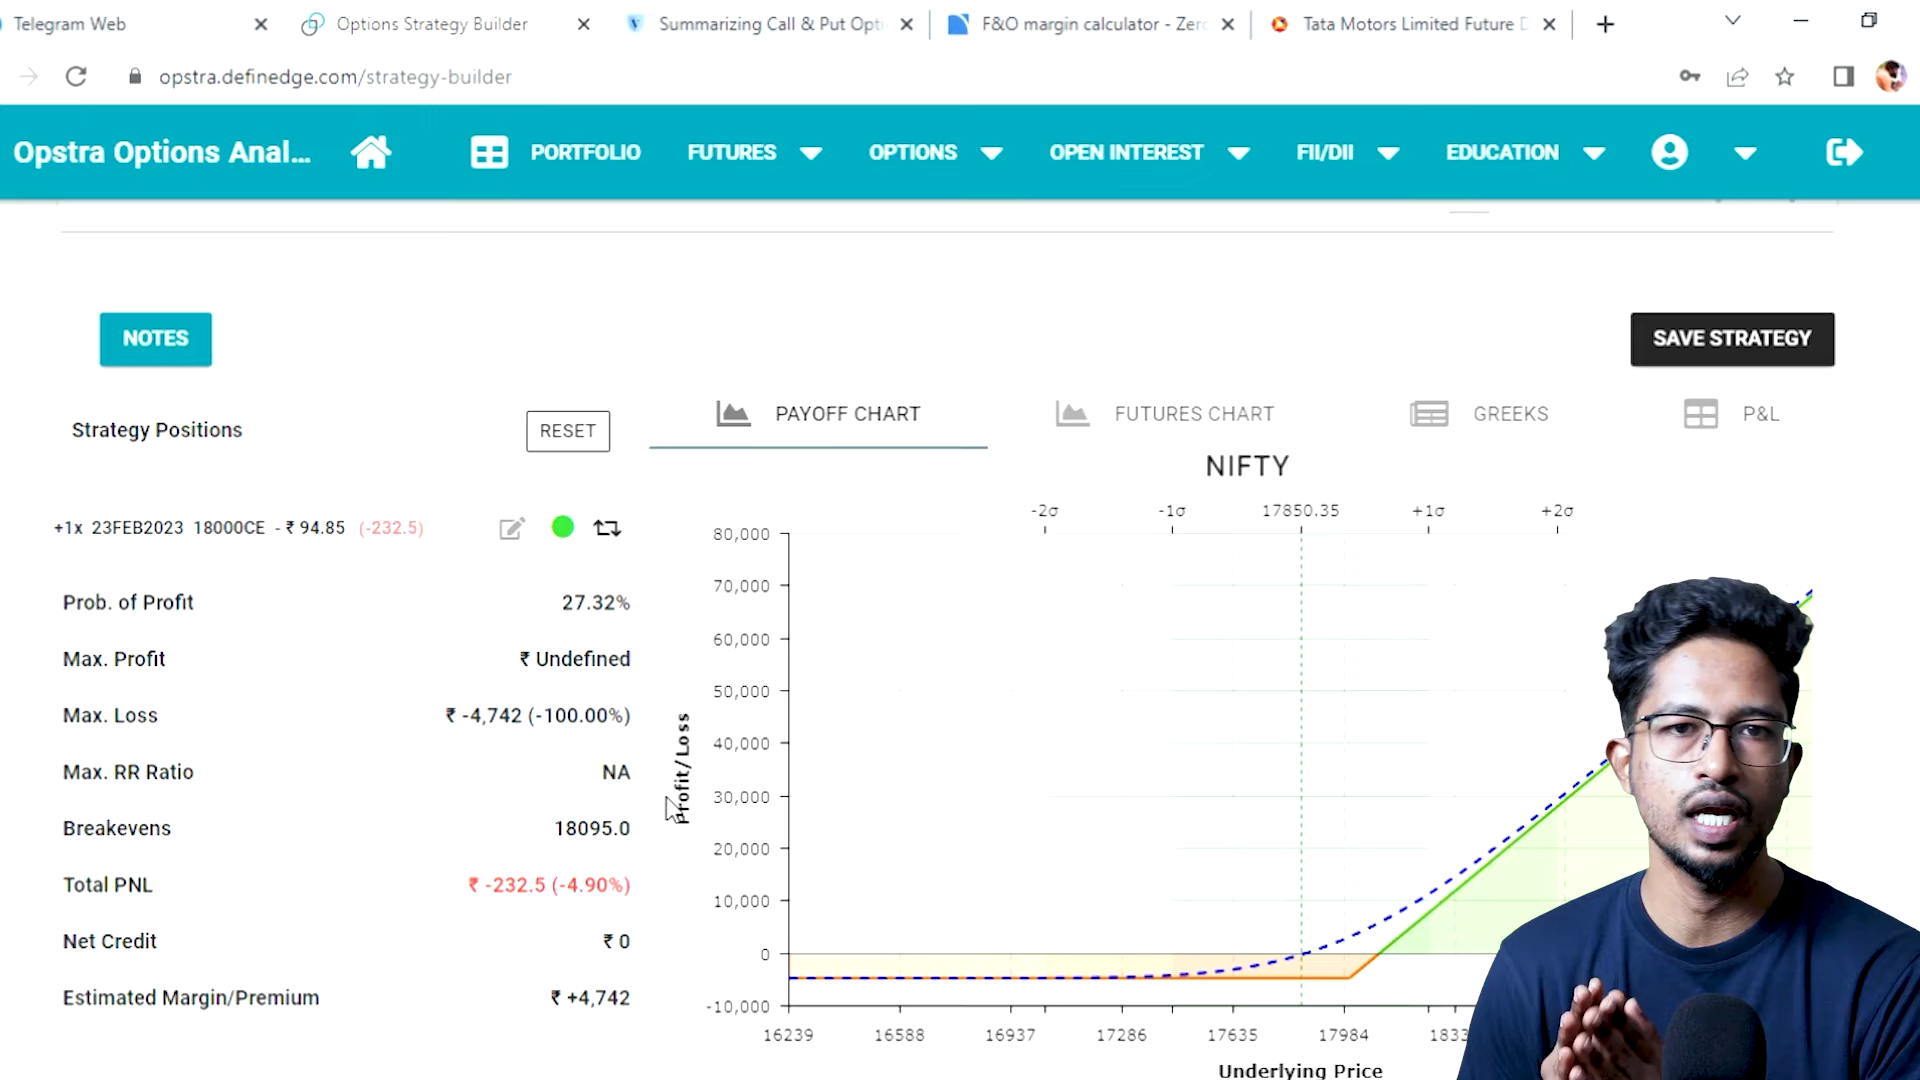 Telegram Web
Options Strategy Builder
Summarizing Call & Put Opti
F&O margin calculator - Zero
Tata Motors Limited Future D
opstra.definedge.com/strategy-builder
Opstra Options Anal...
PORTFOLIO
FUTURES
OPTIONS
OPEN INTEREST
FII/DII
EDUCATION
NOTES
SAVE STRATEGY
Strategy Positions
RESET
PAYOFF CHART
FUTURES CHART
GREEKS
P&L
NIFTY
+1x 23FEB2023 18000CE - ₹ 94.85 (-232.5)
Prob. of Profit 27.32%
Max. Profit ₹ Undefined
Max. Loss ₹ -4,742 (-100.00%)
Max. RR Ratio NA
Breakevens 18095.0
Total PNL ₹ -232.5 (-4.90%)
Net Credit ₹ 0
Estimated Margin/Premium ₹ +4,742
-2σ -1σ 17850.35 +1σ +2σ
80,000
70,000
60,000
50,000
40,000
30,000
20,000
10,000
0
-10,000
Profit/Loss
16239 16588 16937 17286 17635 17984
Underlying Price